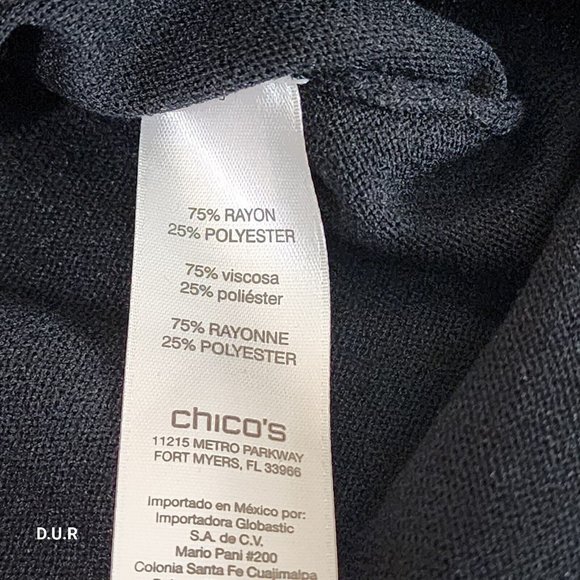 75% RAYON
25% POLYESTER
75% viscosa
25% poliéster
75% RAYONNE
25% POLYESTER
chico's
11215 METRO PARKWAY
FORT MYERS, FL 33966
Importado en México por:
Importadora Globastic
S.A. de C.V.
Mario Pani #200
Colonia Santa Fe Cuajimalpa
D.U.R